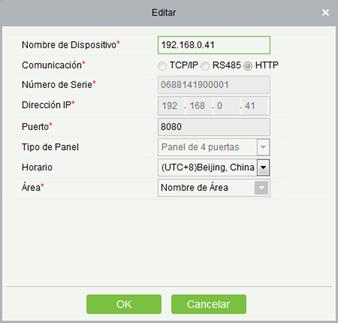 Editar
Nombre de Dispositivo* 192.168.0.41
Comunicación* TCP/IP RS485 HTTP
Número de Serie* 0688141900001
Dirección IP* 192 . 168 . 0 . 41
Puerto* 8080
Tipo de Panel Panel de 4 puertas
Horario (UTC+8)Beijing, China
Área* Nombre de Área
OK Cancelar